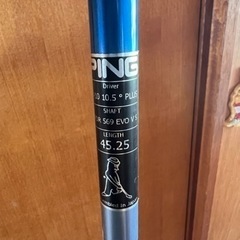 PING
Driver
10.5° PLUS
SHAFT
S69 EVO V S
LENGTH
45.25